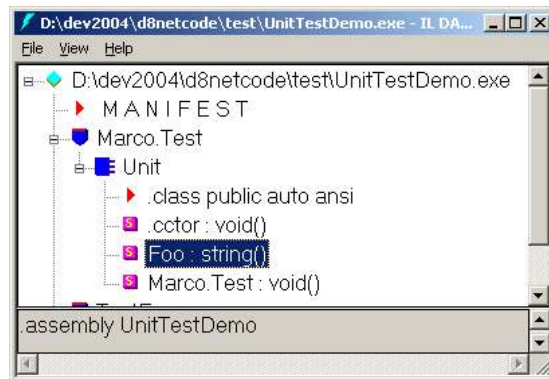 D:\dev2004\d8netcode\test\UnitTestDemo.exe - IL DA...
File View Help
D:\dev2004\d8netcode\test\UnitTestDemo.exe
M A N I F E S T
Marco.Test
Unit
.class public auto ansi
.cctor : void()
Foo : string()
Marco.Test : void()
.assembly UnitTestDemo